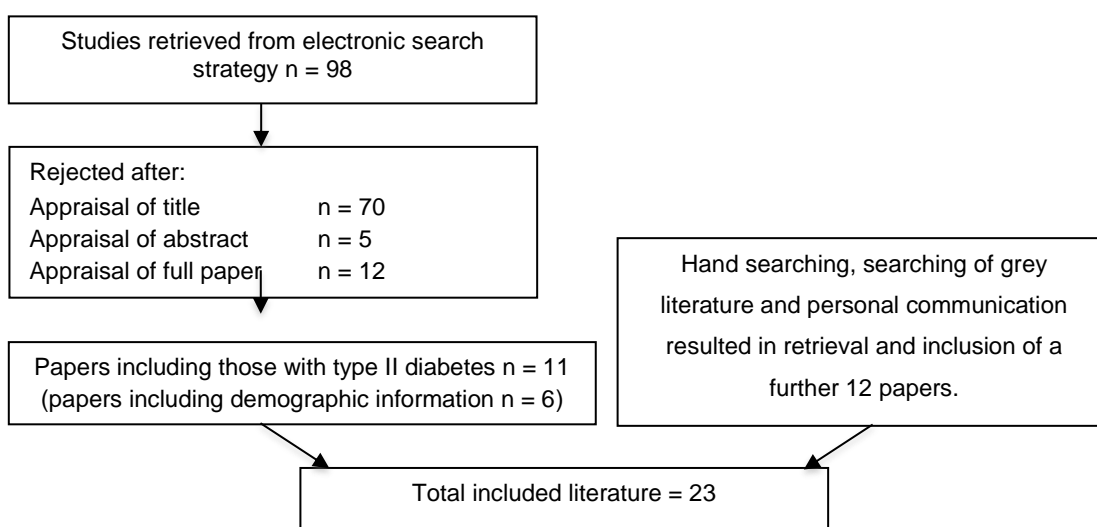 Studies retrieved from electronic search
strategy n = 98
Rejected after:
Appraisal of title n = 70
Appraisal of abstract n = 5
Appraisal of full paper n = 12
Hand searching, searching of grey
literature and personal communication
resulted in retrieval and inclusion of a
further 12 papers.
Papers including those with type II diabetes n = 11
(papers including demographic information n = 6)
Total included literature = 23